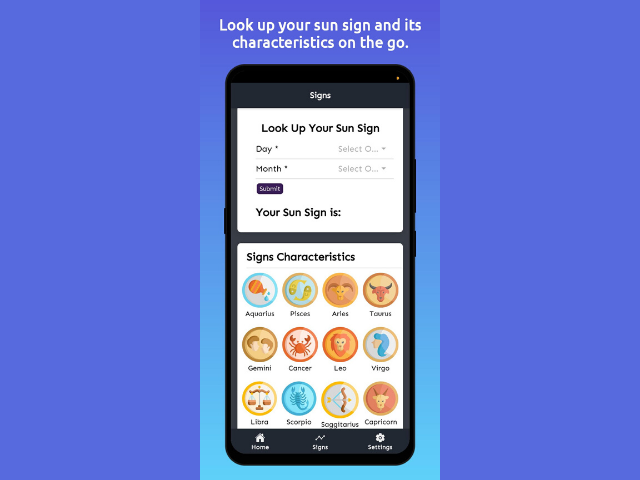 Look up your sun sign and its
characteristics on the go.
Signs
Look Up Your Sun Sign
Day * Select O...
Month * Select O...
Submit
Your Sun Sign is:
Signs Characteristics
Aquarius Pisces Aries Taurus
Gemini Cancer Leo Virgo
Libra Scorpio Saggitarius Capricorn
Home Signs Settings